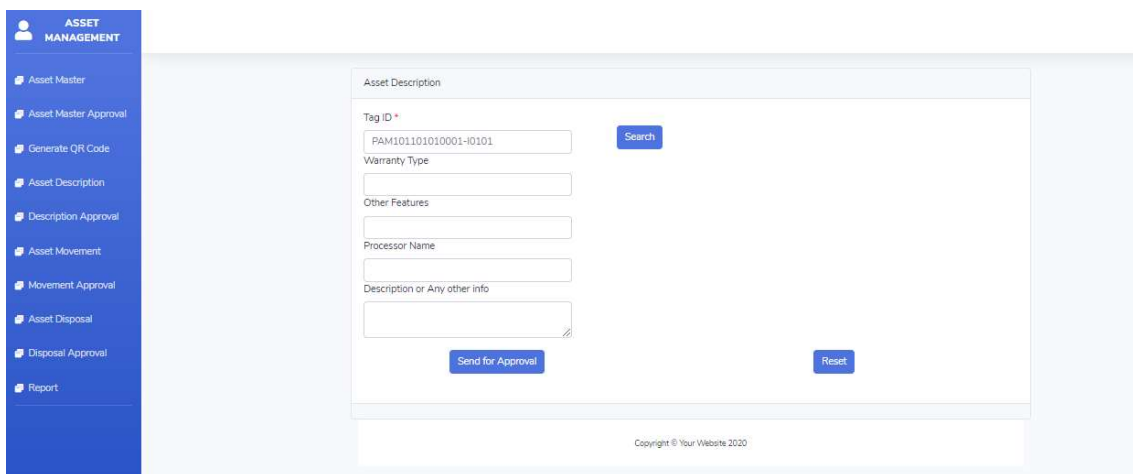 ASSET
MANAGEMENT
Asset Master
Asset Master Approval
Generate QR Code
Asset Description
Description Approval
Asset Movement
Movement Approval
Asset Disposal
Disposal Approval
Report
Asset Description
Tag ID *
PAM101101010001-I0101
Search
Warranty Type
Other Features
Processor Name
Description or Any other info
Send for Approval
Reset
Copyright © Your Website 2020